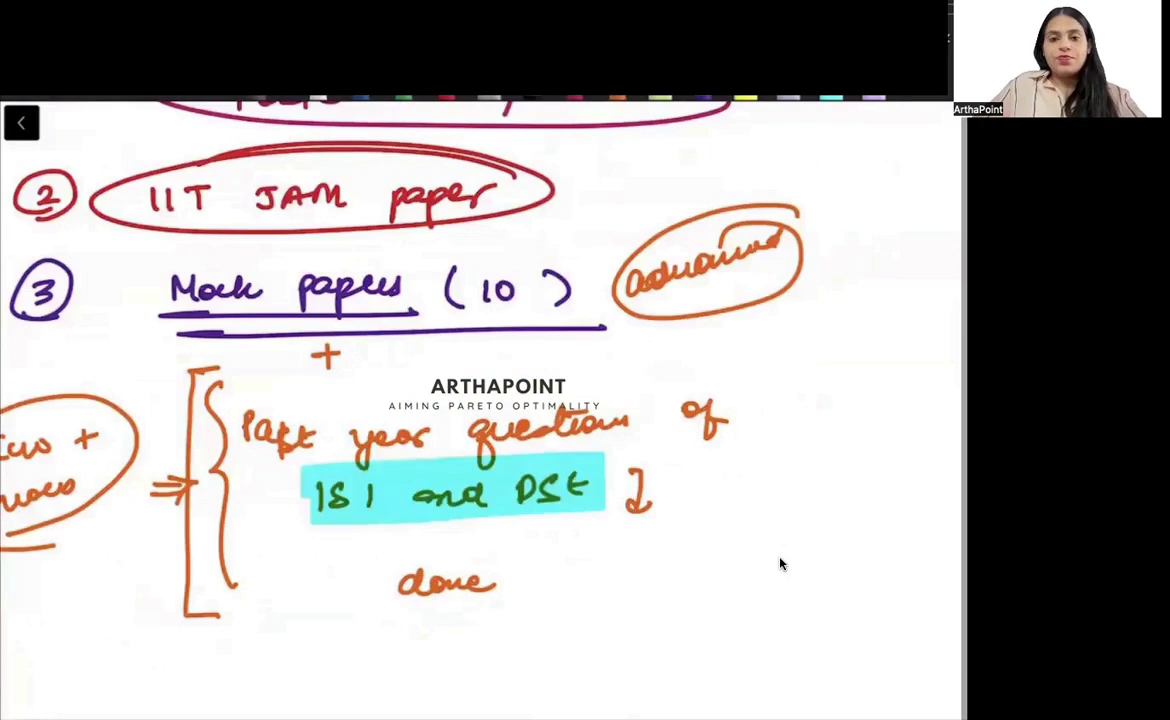 ArthaPoint
2 IIT JAM paper
3 Mock papers (10)
advanced
+
ARTHAPOINT
AIMING PARETO OPTIMALITY
Past year questions of
ISI and DSE
done